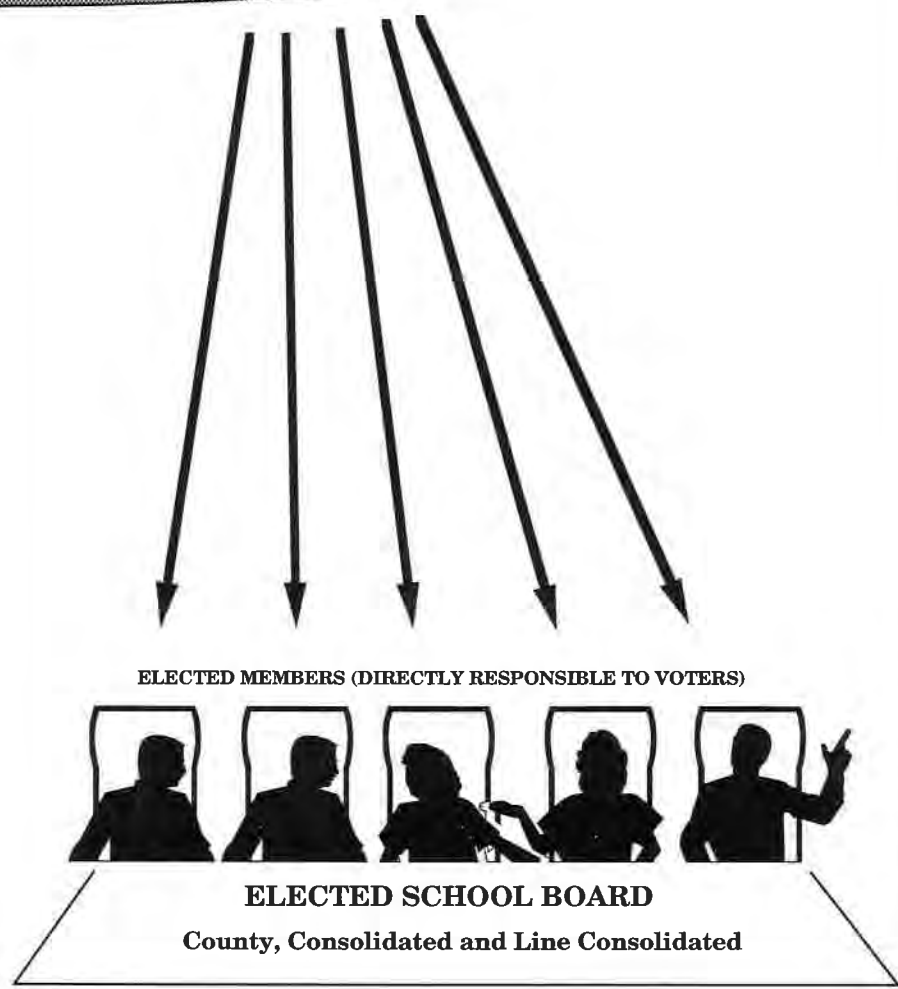 ELECTED MEMBERS (DIRECTLY RESPONSIBLE TO VOTERS)
ELECTED SCHOOL BOARD
County, Consolidated and Line Consolidated